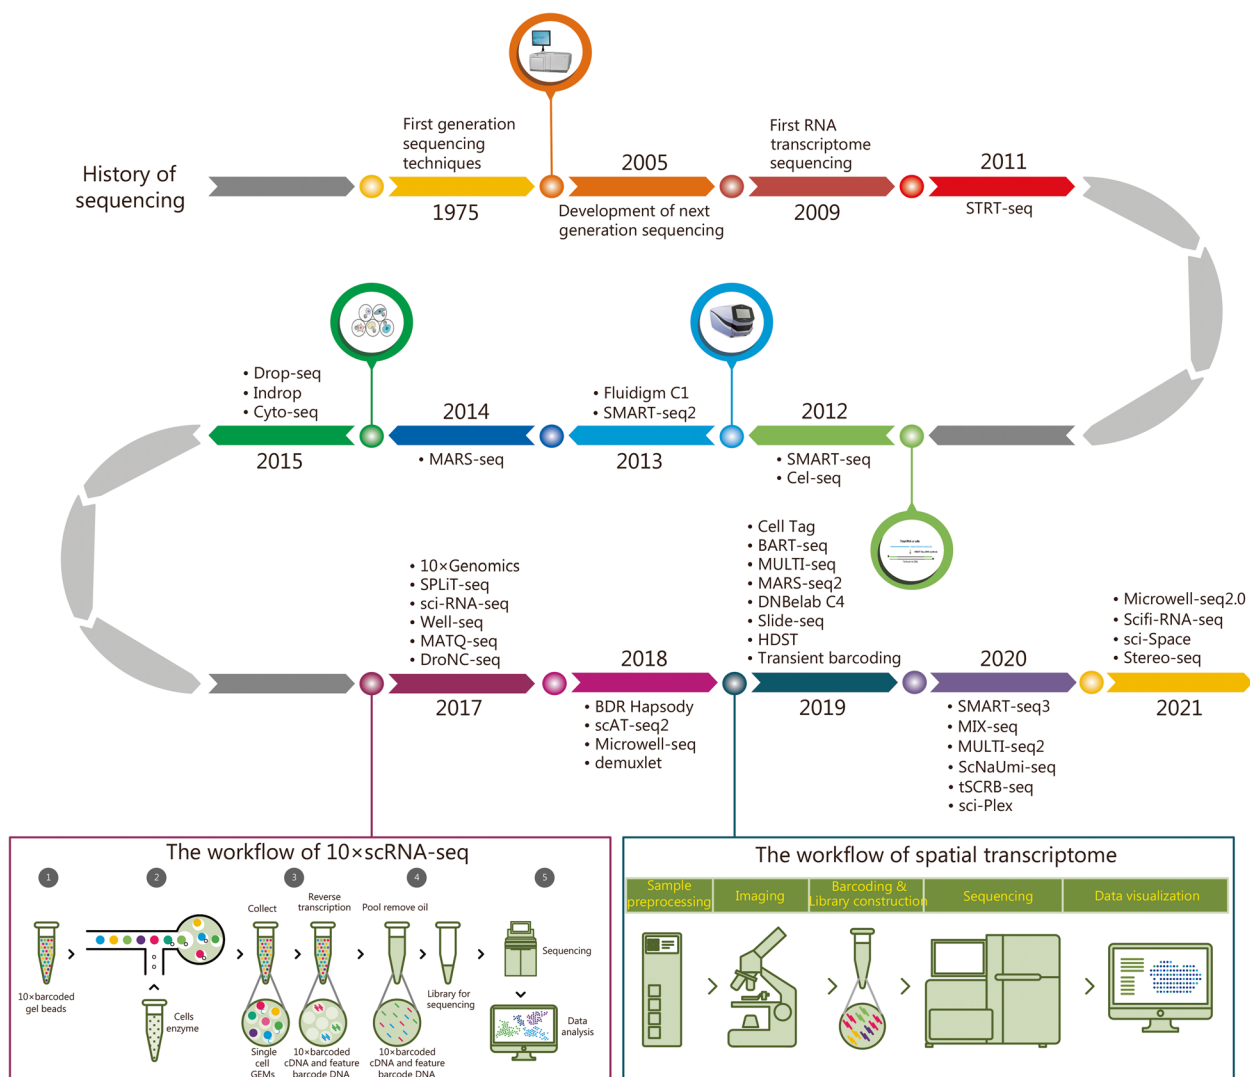 History of
sequencing
First generation
sequencing
techniques
1975
2005
Development of next
generation sequencing
First RNA
transcriptome
sequencing
2009
2011
STRT-seq
• SMART-seq
• Cel-seq
2012
• Fluidigm C1
• SMART-seq2
2013
2014
• MARS-seq
• Drop-seq
• Indrop
• Cyto-seq
2015
• 10×Genomics
• SPLiT-seq
• sci-RNA-seq
• Well-seq
• MATQ-seq
• DroNC-seq
2017
2018
• BDR Hapsody
• scAT-seq2
• Microwell-seq
• demuxlet
• Cell Tag
• BART-seq
• MULTI-seq
• MARS-seq2
• DNBelab C4
• Slide-seq
• HDST
• Transient barcoding
2019
2020
• SMART-seq3
• MIX-seq
• MULTI-seq2
• ScNaUmi-seq
• tSCRB-seq
• sci-Plex
• Microwell-seq2.0
• Scifi-RNA-seq
• sci-Space
• Stereo-seq
2021
The workflow of 10×scRNA-seq
1
2
3
4
5
10×barcoded
gel beads
Cells
enzyme
Collect
Single
cell
GEMs
Reverse
transcription
10×barcoded
cDNA and feature
barcode DNA
Pool remove oil
10×barcoded
cDNA and feature
barcode DNA
Library for
sequencing
Sequencing
Data
analysis
The workflow of spatial transcriptome
Sample
preprocessing
Imaging
Barcoding &
Library construction
Sequencing
Data visualization